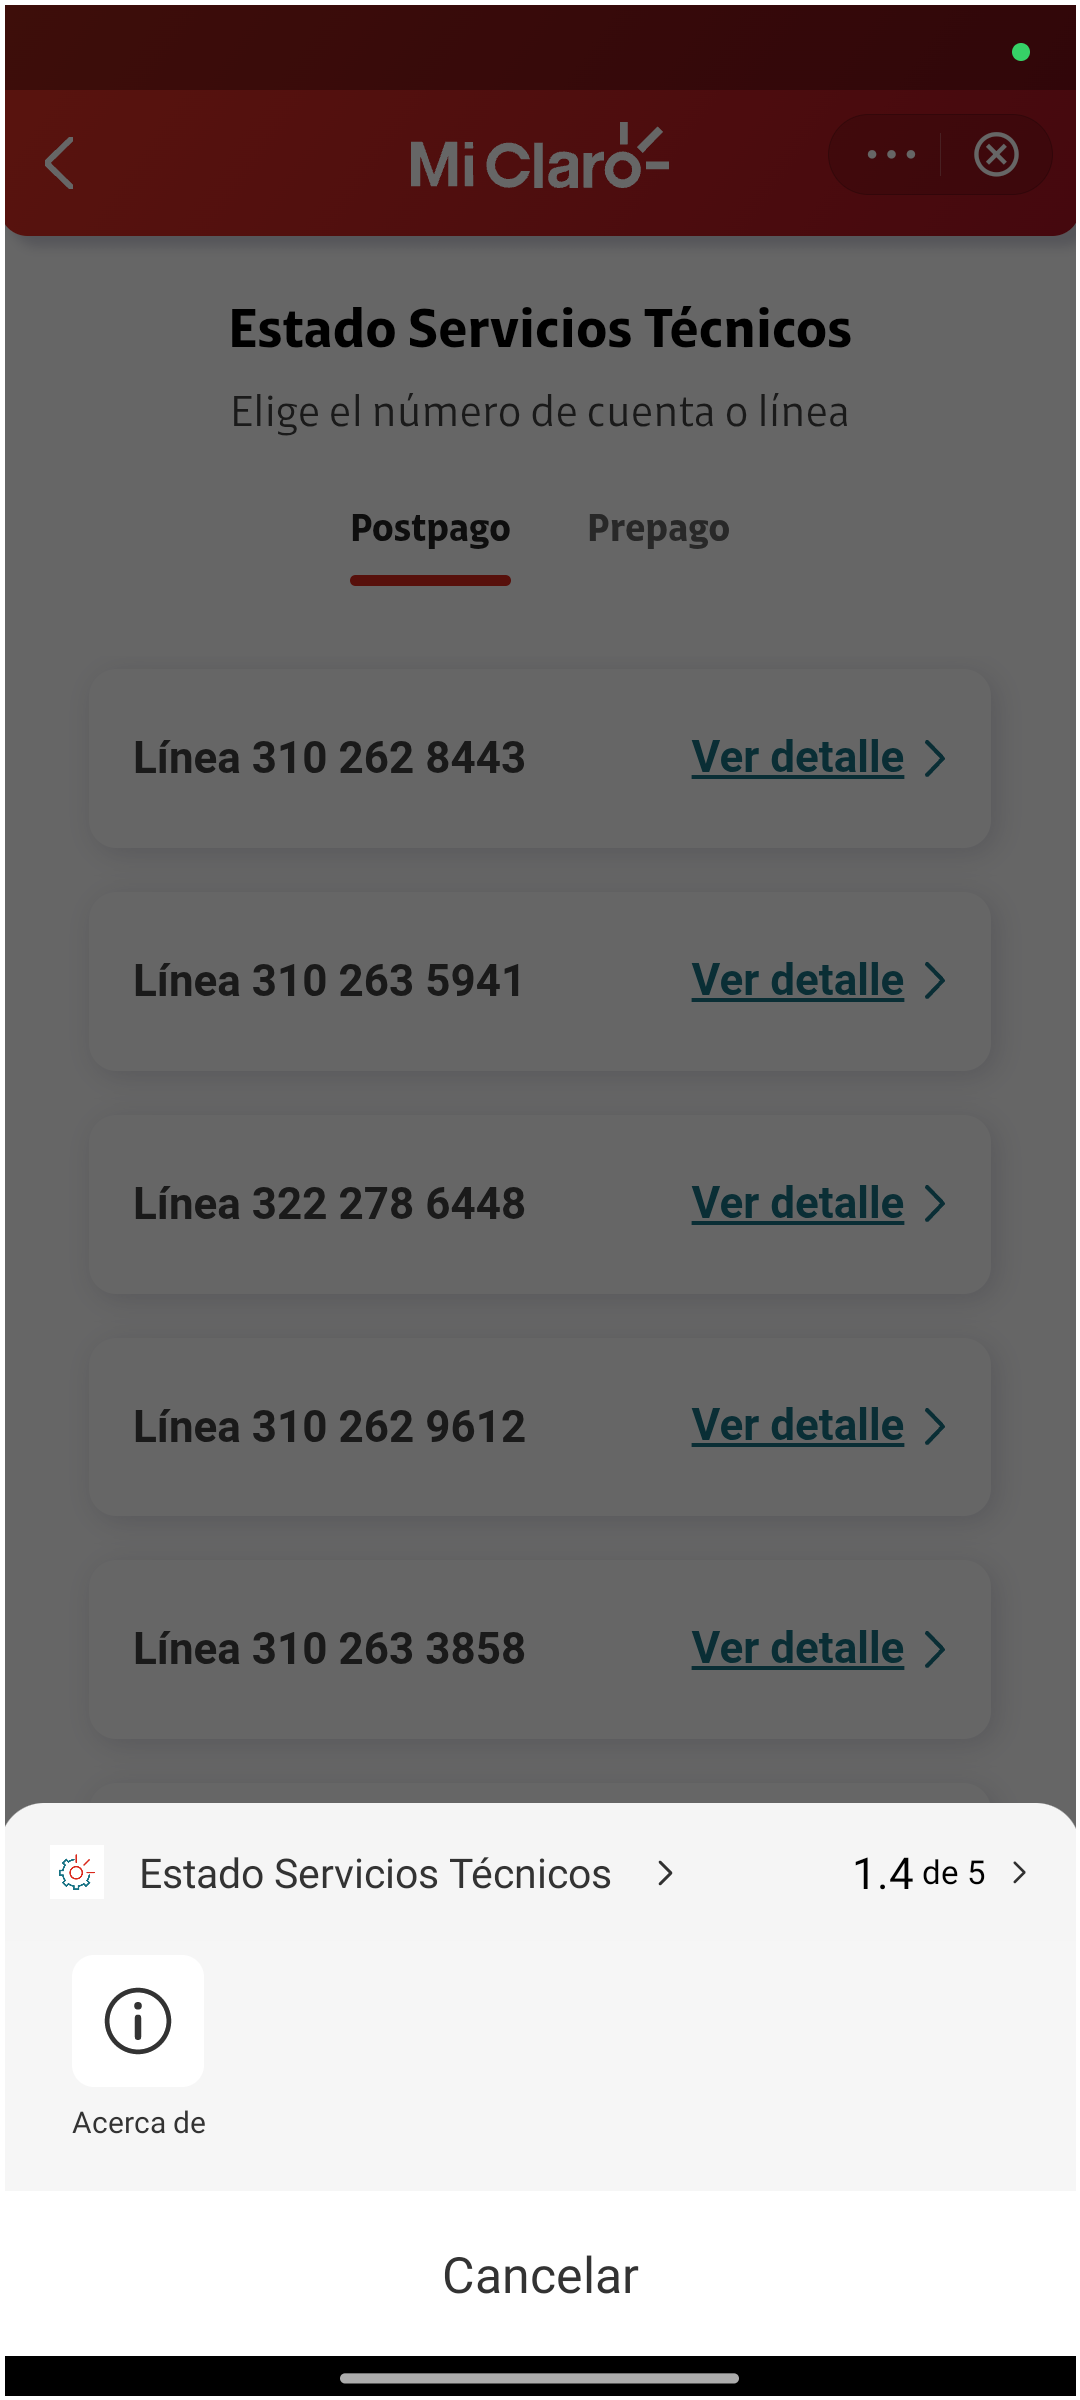 Mi Claro
Estado Servicios Técnicos
Elige el número de cuenta o línea
Postpago Prepago
Línea 310 262 8443 Ver detalle
Línea 310 263 5941 Ver detalle
Línea 322 278 6448 Ver detalle
Línea 310 262 9612 Ver detalle
Línea 310 263 3858 Ver detalle
Estado Servicios Técnicos 1.4 de 5
Acerca de
Cancelar